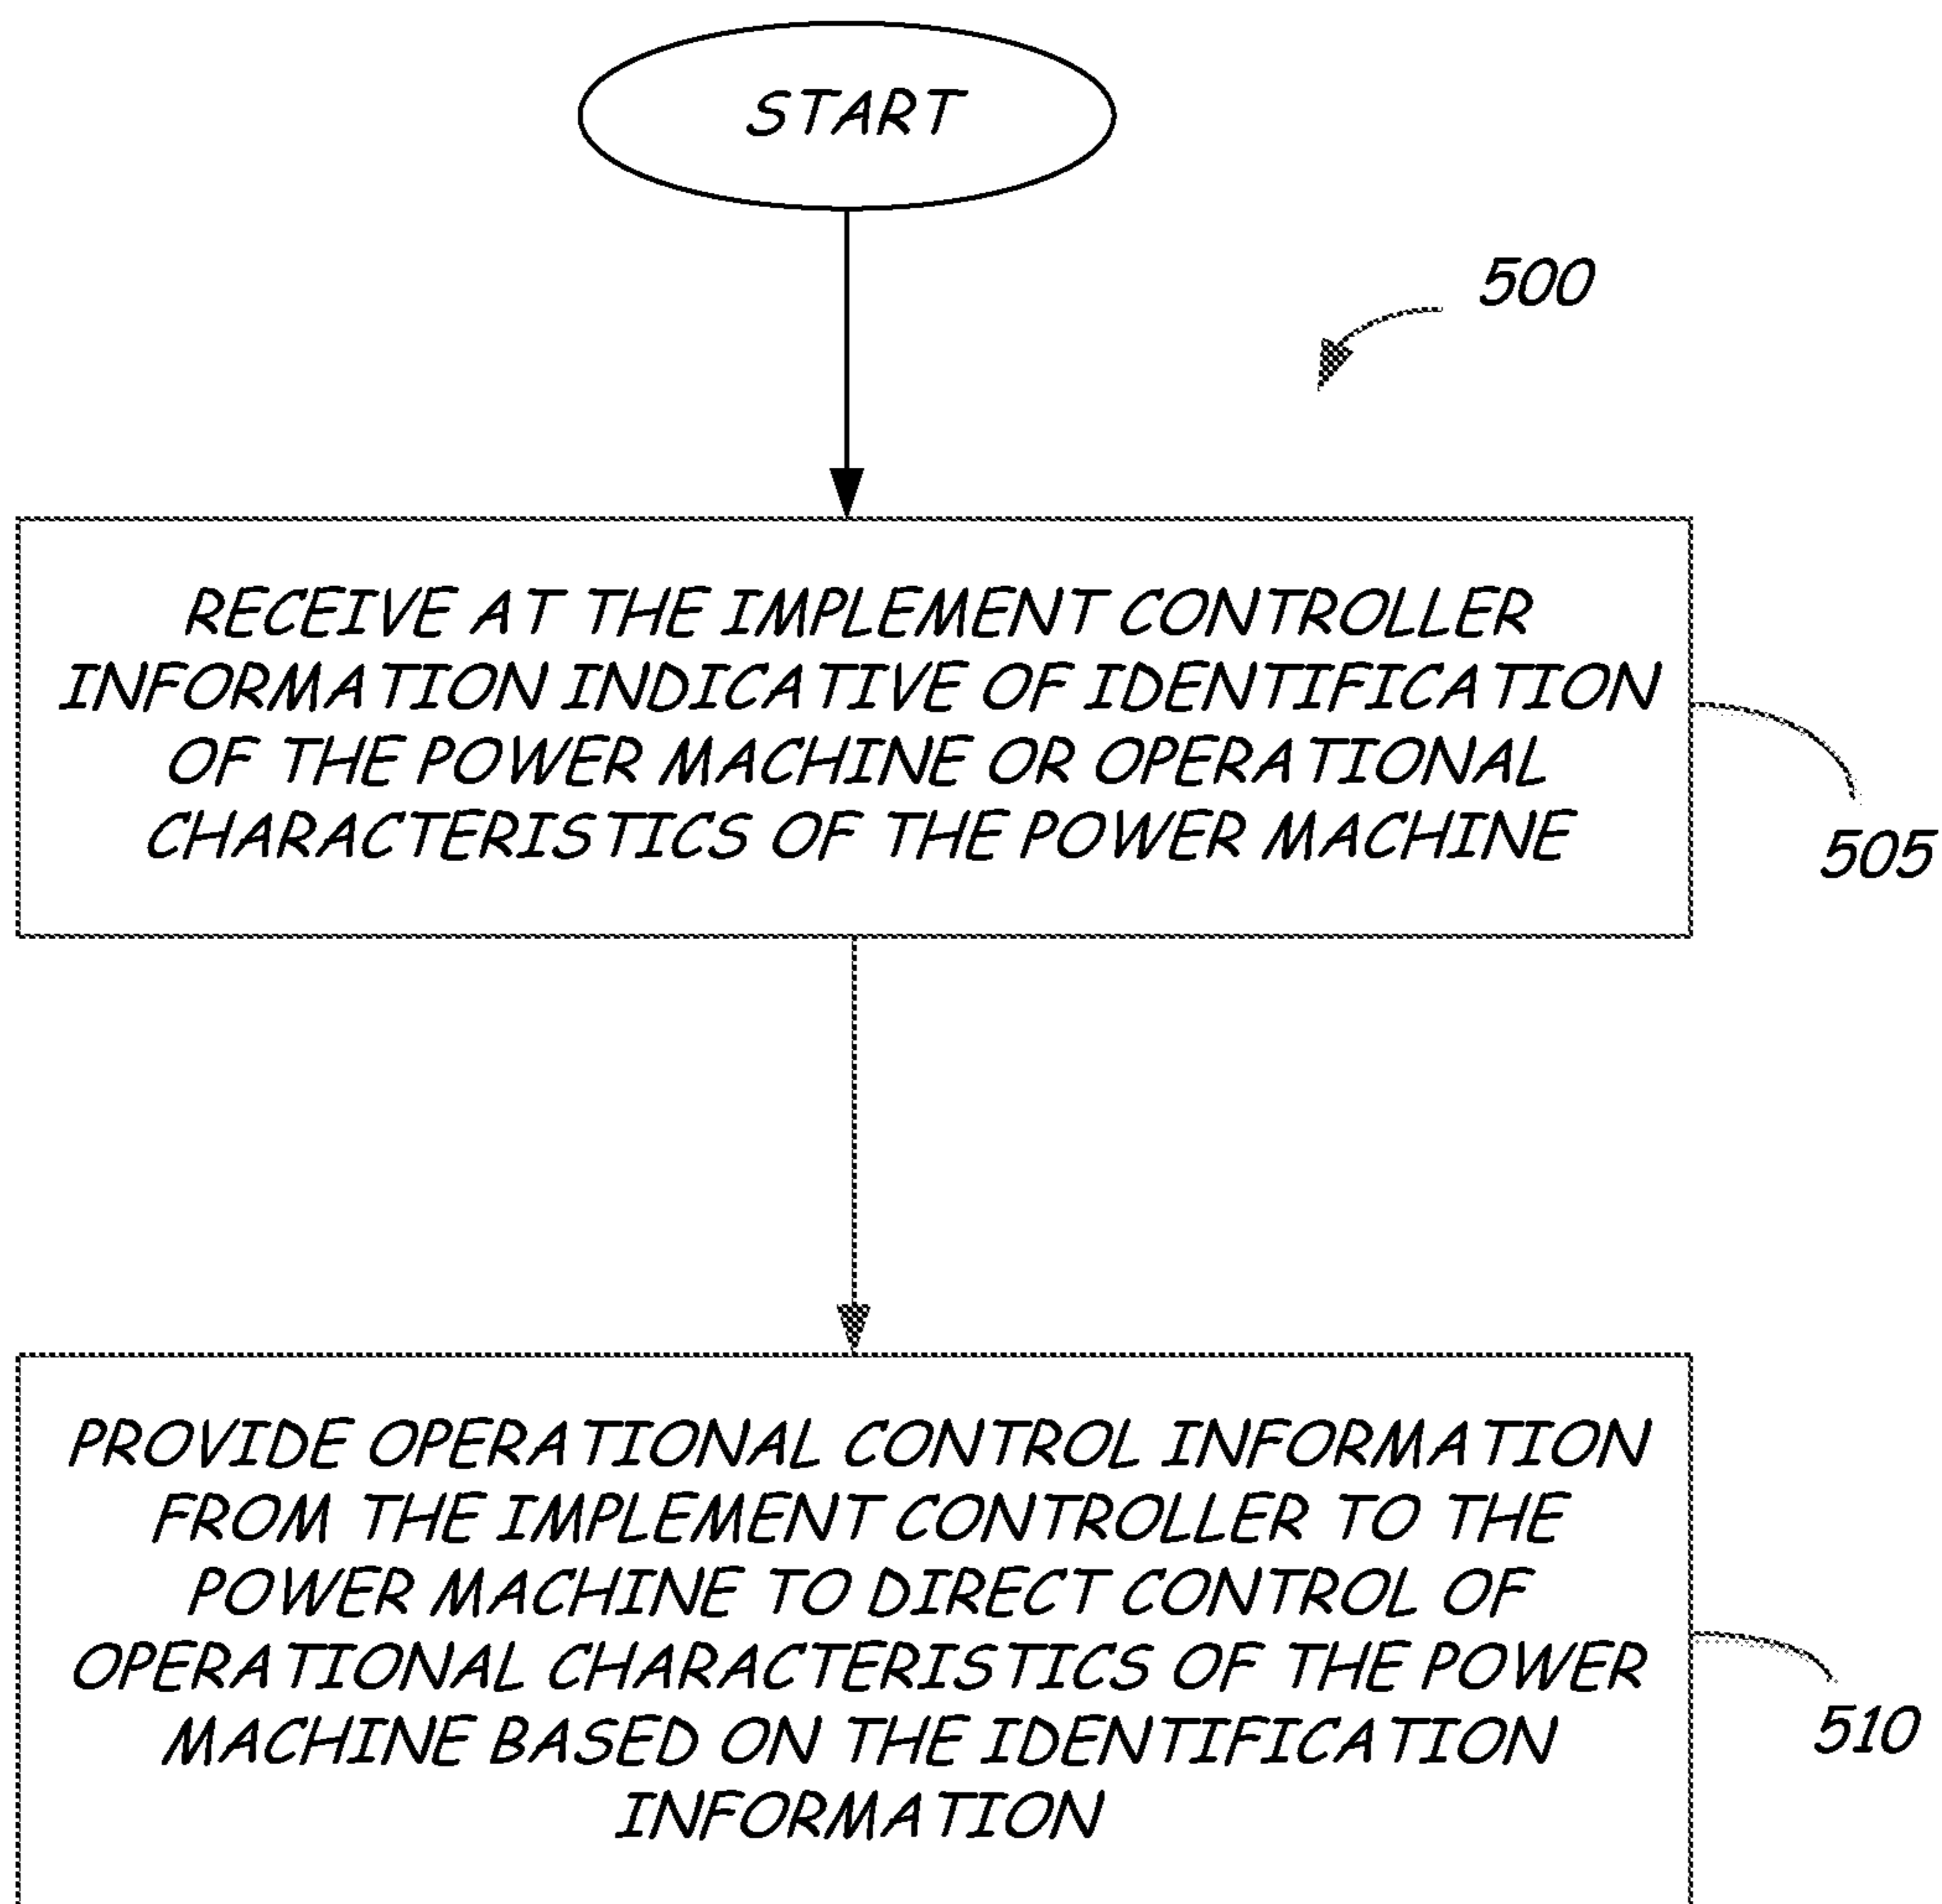 START
500
RECEIVE AT THE IMPLEMENT CONTROLLER
INFORMATION INDICATIVE OF IDENTIFICATION
OF THE POWER MACHINE OR OPERATIONAL
CHARACTERISTICS OF THE POWER MACHINE
505
PROVIDE OPERATIONAL CONTROL INFORMATION
FROM THE IMPLEMENT CONTROLLER TO THE
POWER MACHINE TO DIRECT CONTROL OF
OPERATIONAL CHARACTERISTICS OF THE POWER
MACHINE BASED ON THE IDENTIFICATION
INFORMATION
510